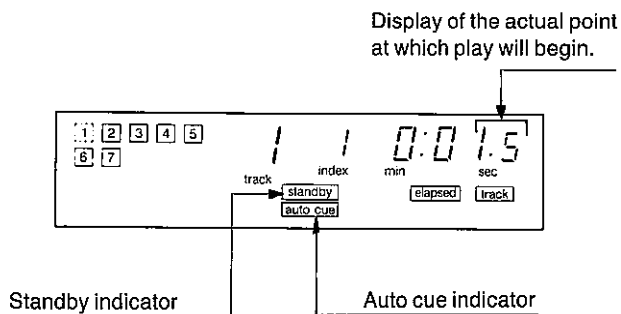 Display of the actual point
at which play will begin.
1 2 3 4 5
6 7
1 1 0:01.5
track index min sec
standby elapsed track
auto cue
Standby indicator Auto cue indicator